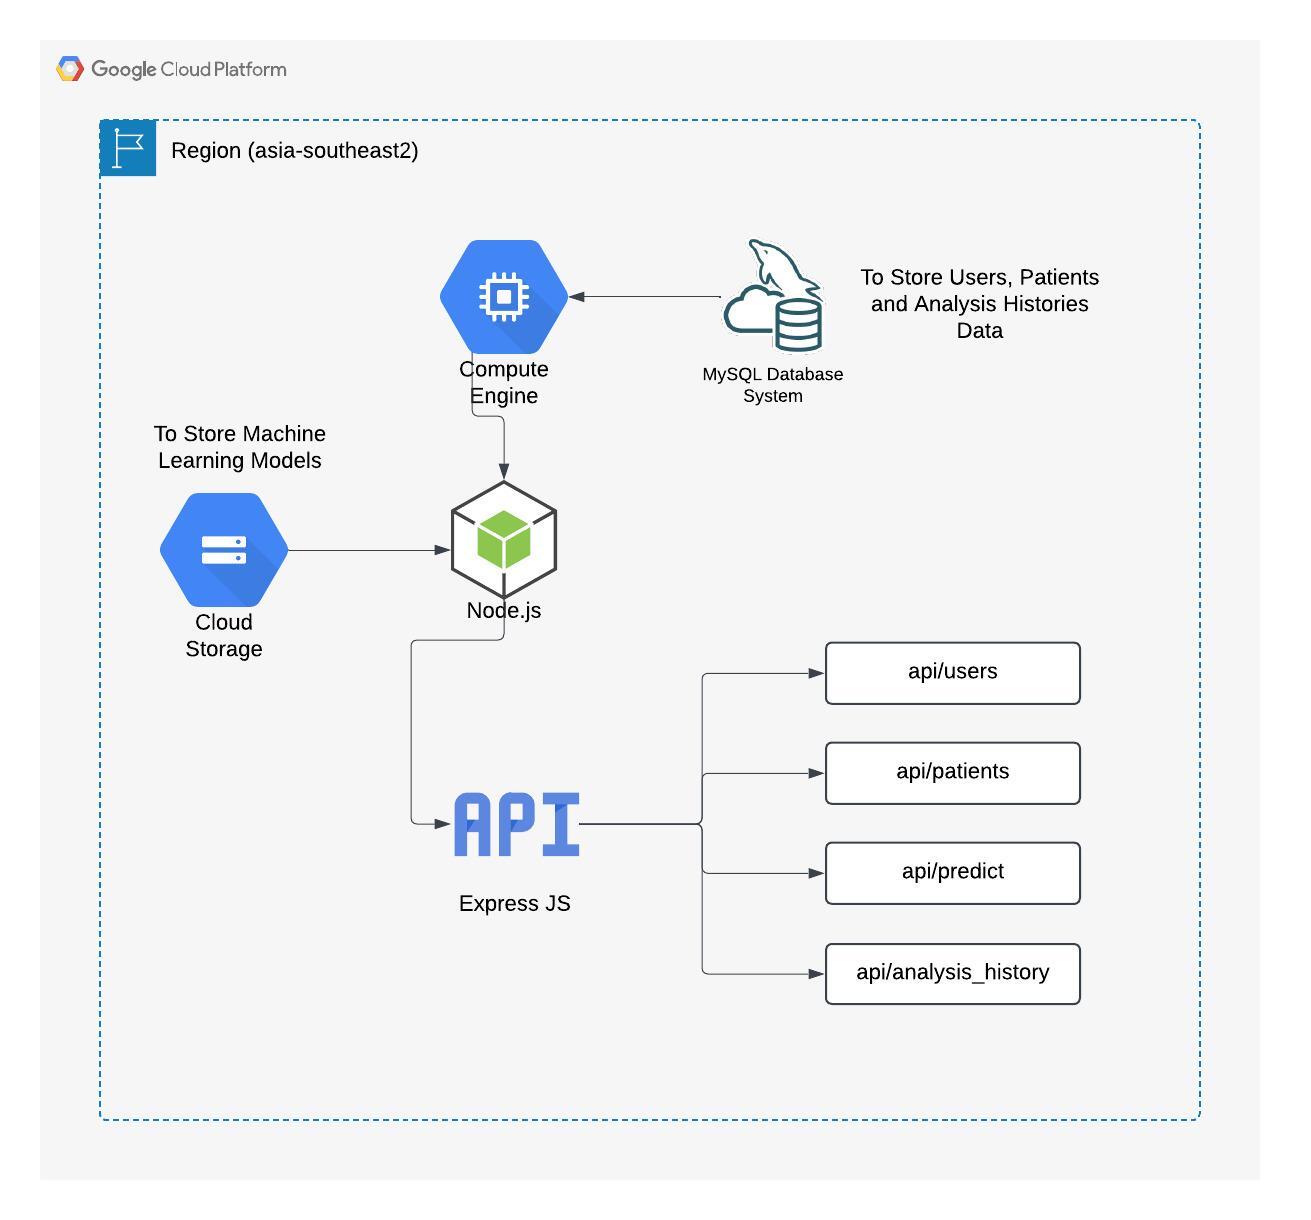 Google Cloud Platform
Region (asia-southeast2)
To Store Users, Patients
and Analysis Histories
Data
Compute
Engine
MySQL Database
System
To Store Machine
Learning Models
Cloud
Storage
Node.js
api/users
api/patients
API
api/predict
Express JS
api/analysis_history